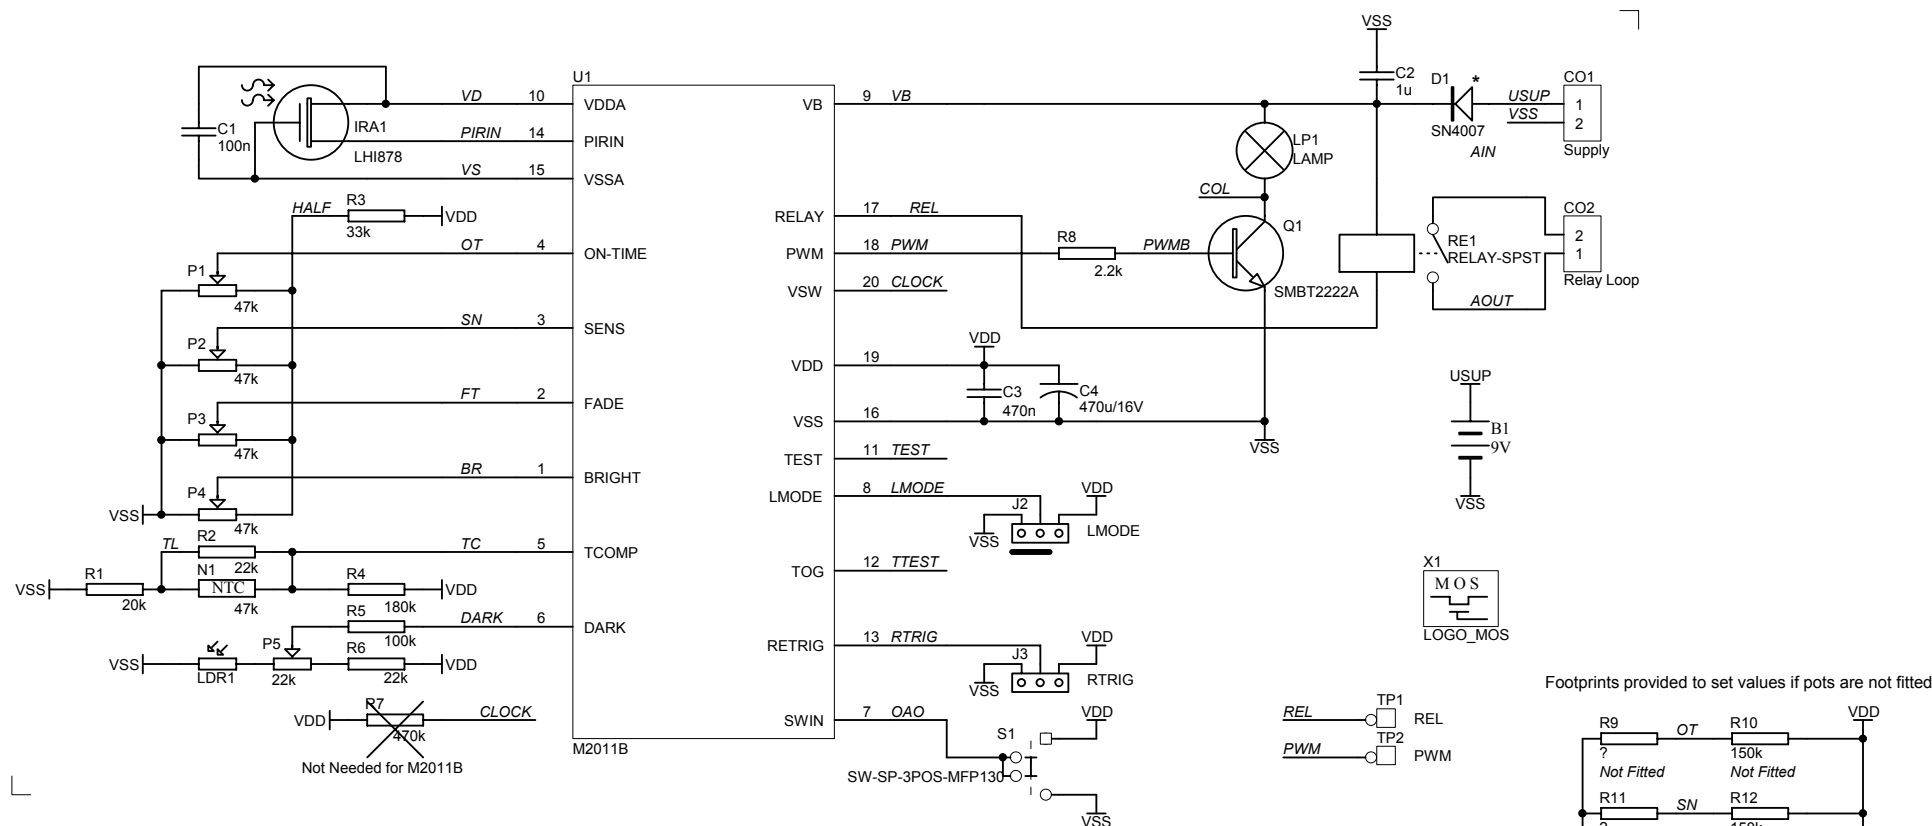 VSS
C2
1u
D1
*
SN4007
USUP
VSS
AIN
CO1
1
2
Supply
U1
C1
100n
IRA1
LHI878
VD
10
VDDA
PIRIN
14
PIRIN
VS
15
VSSA
VB
9
VB
LP1
LAMP
COL
HALF
R3
33k
VDD
RELAY
17
REL
Q1
SMBT2222A
CO2
2
1
Relay Loop
RE1
RELAY-SPST
AOUT
OT
4
ON-TIME
PWM
18
PWM
R8
2.2k
PWMB
P1
47k
VSW
20
CLOCK
SN
3
SENS
P2
47k
VDD
19
VDD
C3
470n
C4
470u/16V
USUP
B1
9V
VSS
FT
2
FADE
P3
47k
VSS
16
VSS
TEST
11
TEST
BR
1
BRIGHT
P4
VSS
47k
LMODE
8
LMODE
VDD
J2
VSS
LMODE
TL
R2
22k
TC
5
TCOMP
TOG
12
TTEST
X1
MOS
LOGO_MOS
VSS
R1
20k
N1
NTC
47k
R4
180k
VDD
R5
100k
DARK
6
DARK
RETRIG
13
RTRIG
VDD
J3
VSS
RTRIG
VSS
LDR1
P5
22k
R6
22k
VDD
VDD
R7
470k
CLOCK
Not Needed for M2011B
M2011B
SWIN
7
OAO
VDD
S1
SW-SP-3POS-MFP130
VSS
REL
TP1
REL
PWM
TP2
PWM
Footprints provided to set values if pots are not fitted
VDD
R9
?
Not Fitted
OT
R10
150k
Not Fitted
R11
SN
R12